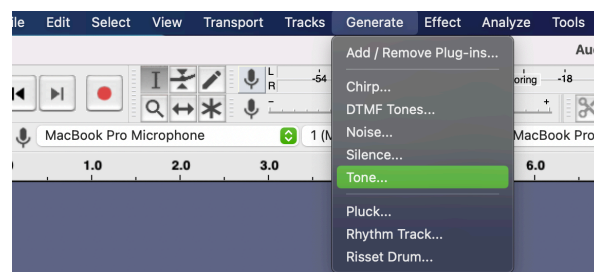 ile Edit Select View Transport Tracks Generate Effect Analyze Tools
Add / Remove Plug-ins...
Au
L
R
-54
oring -18
Chirp...
DTMF Tones...
Noise...
Silence...
Tone...
Pluck...
Rhythm Track...
Risset Drum...
MacBook Pro Microphone
1 (M
MacBook Pro
1.0 2.0 3.0 6.0